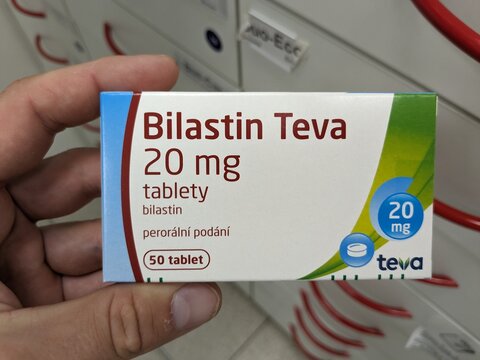 Bilastin Teva
20 mg
tablety
bilastin
perorální podání
50 tablet
20
mg
teva